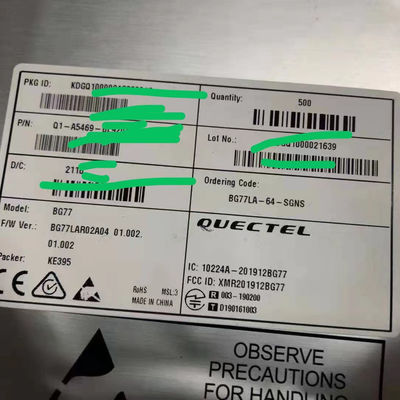 PKG ID:
Quantity:
500
P/N:
Q1-A5469-
Lot No.:
1000021639
D/C:
Ordering Code:
BG77LA-64-SGNS
Model: BG77
QUECTEL
F/W Ver.: BG77LAR02A04 01.002.
01.002
Packer: KE395
IC: 10224A-201912BG77
FCC ID: XMR201912BG77
R 003-190200
T D190161003
RoHS MSL:3
MADE IN CHINA
OBSERVE
PRECAUTIONS
FOR HANDLING